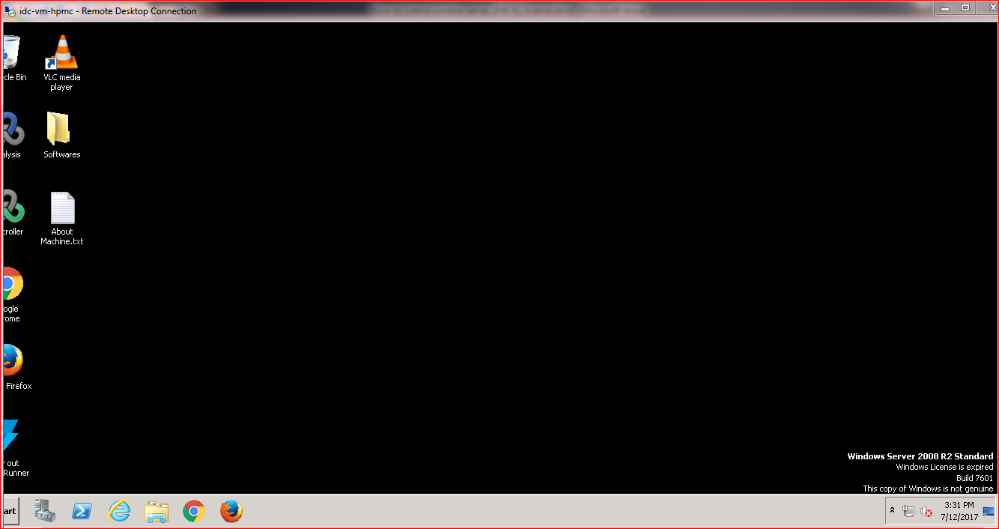 idc-vm-hpmc - Remote Desktop Connection
cle Bin
VLC media
player
alysis
Softwares
troller
About
Machine.txt
ogle
rome
Firefox
out
Runner
Windows Server 2008 R2 Standard
Windows License is expired
Build 7601
This copy of Windows is not genuine
art
3:31 PM
7/12/2017